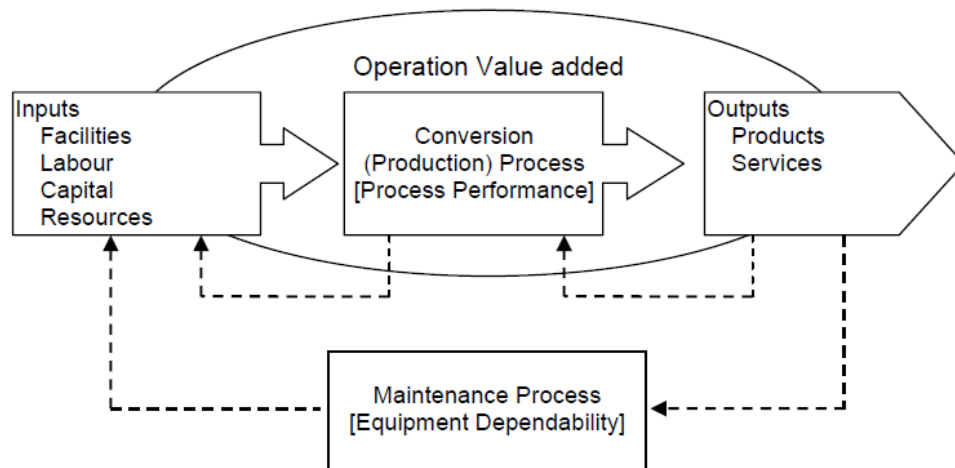 Operation Value added
Inputs
Facilities
Labour
Capital
Resources
Conversion
(Production) Process
[Process Performance]
Outputs
Products
Services
Maintenance Process
[Equipment Dependability]